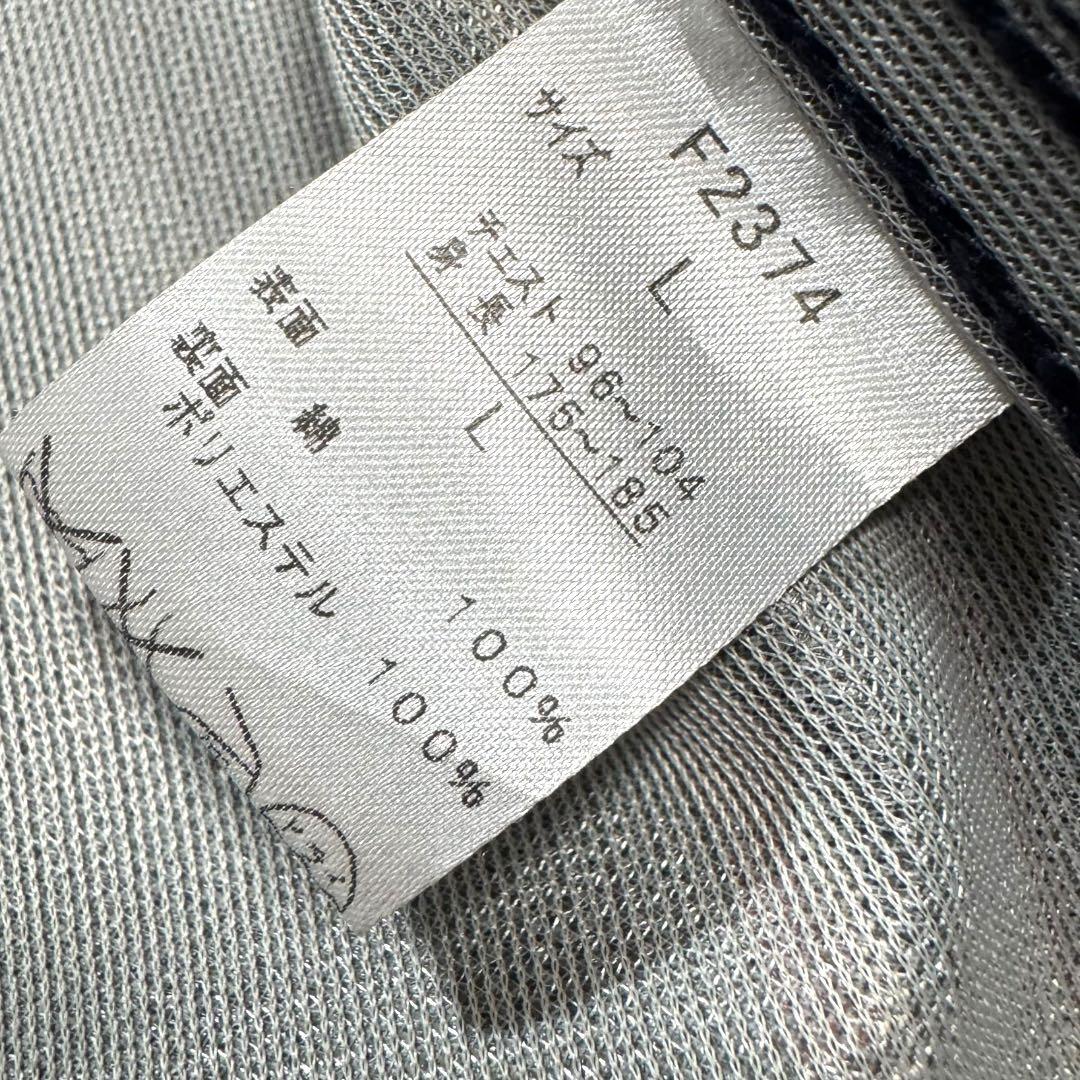 F2374
サイズ
L
チェスト 96~104
身 長 175~185
L
表面 綿 100%
裏面 ポリエステル 100%